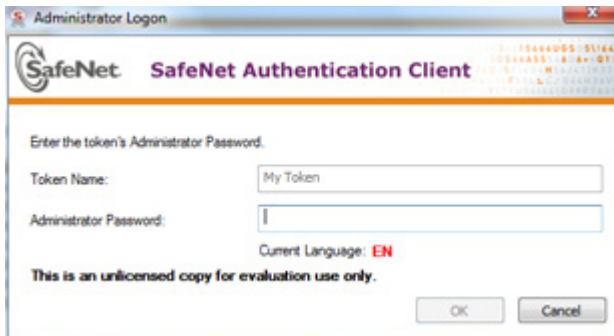 Administrator Logon
SafeNet. SafeNet Authentication Client
Enter the token's Administrator Password.
Token Name: My Token
Administrator Password:
Current Language: EN
This is an unlicensed copy for evaluation use only.
OK Cancel